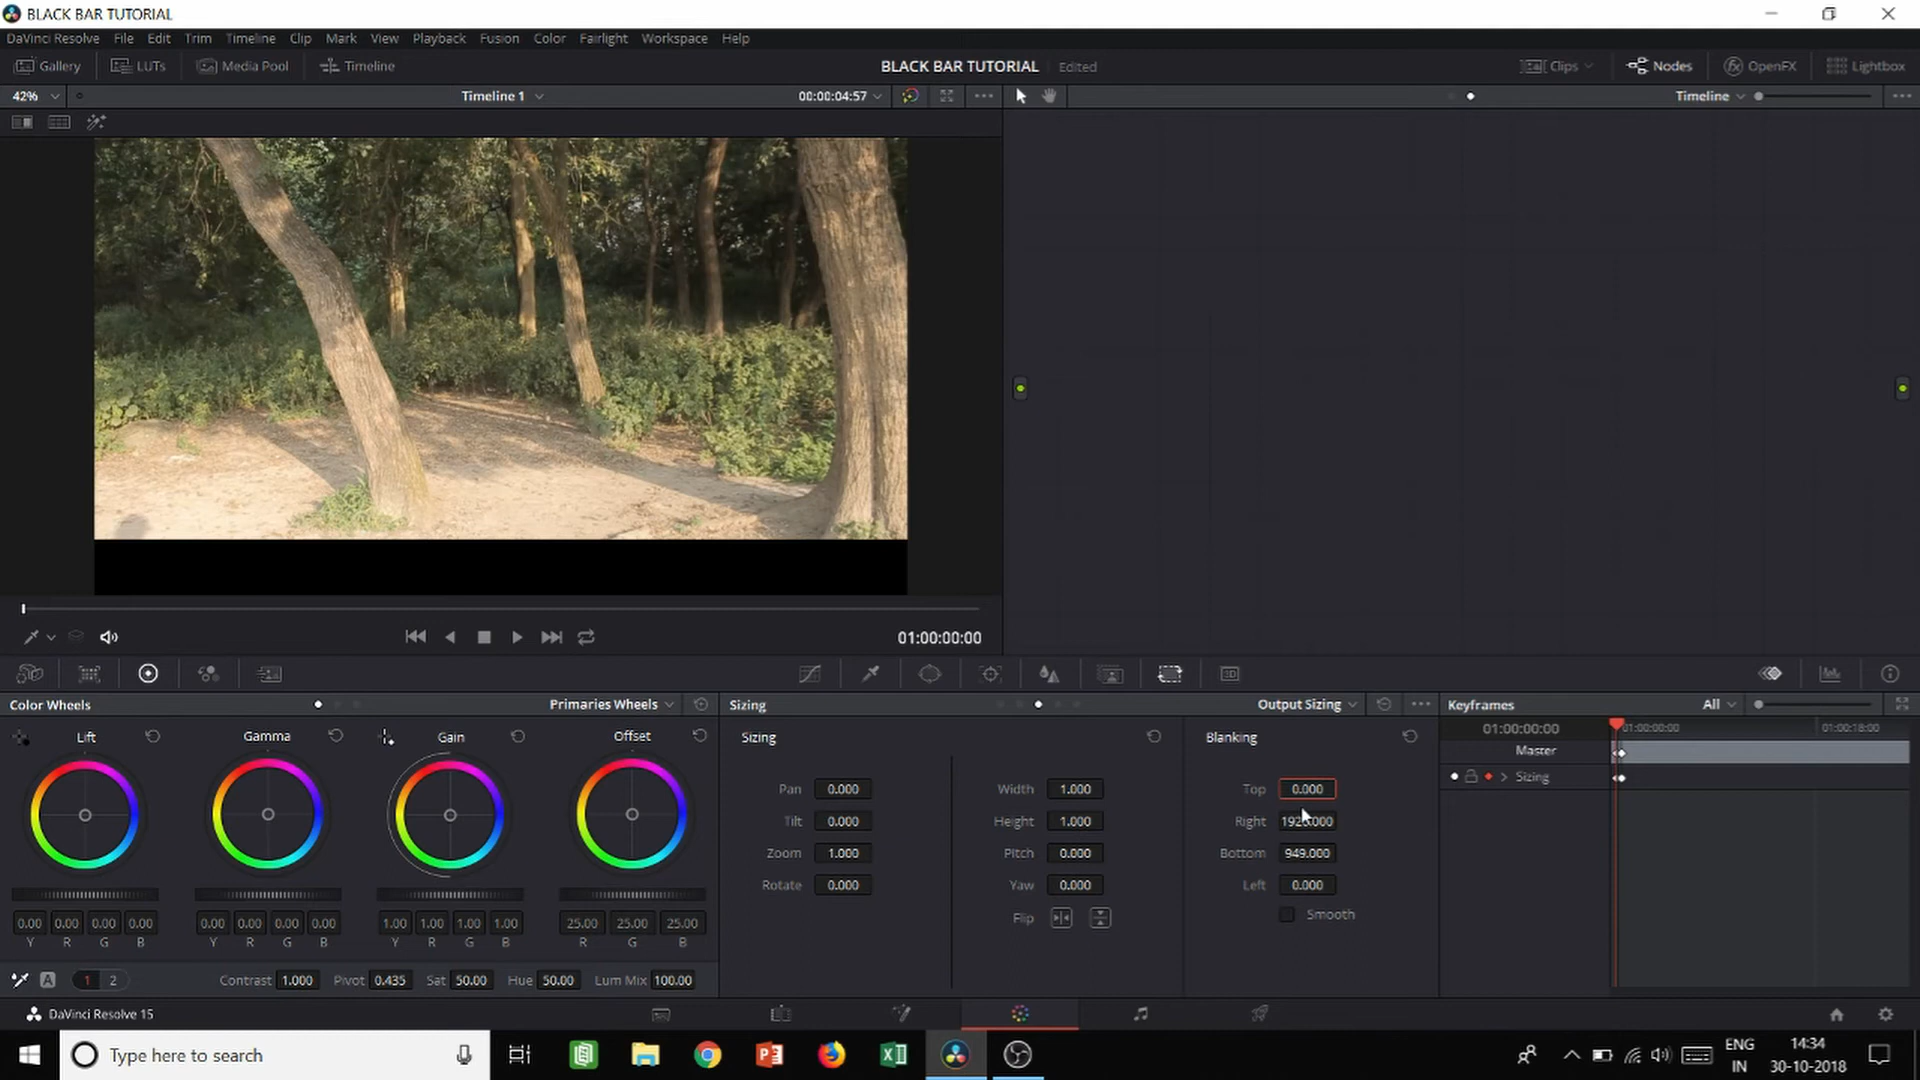 BLACK BAR TUTORIAL
DaVinci Resolve File Edit Trim Timeline Clip Mark View Playback Fusion Color Fairlight Workspace Help
Gallery LUTs Media Pool Timeline BLACK BAR TUTORIAL Edited Clips Nodes OpenFX Lightbox
42% Timeline 1 00:00:04:57 Timeline
01:00:00:00
Color Wheels Primaries Wheels Sizing Output Sizing Keyframes All
Lift Gamma Gain Offset Sizing Blanking 01:00:00:00 01:00:00:00 01:00:18:00
Master
Sizing
Pan 0.000 Width 1.000 Top 0.000
Tilt 0.000 Height 1.000 Right
Zoom 1.000 Pitch 0.000 Bottom 949.000
Rotate 0.000 Yaw 0.000 Left 0.000
Flip Smooth
0.00 0.00 0.00 0.00 0.00 0.00 0.00 0.00 1.00 1.00 1.00 1.00 25.00 25.00 25.00
Y R G B Y R G B Y R G B R G B
A 1 2 Contrast 1.000 Pivot 0.435 Sat 50.00 Hue 50.00 Lum Mix 100.00
DaVinci Resolve 15
Type here to search
ENG 14:34
IN 30-10-2018